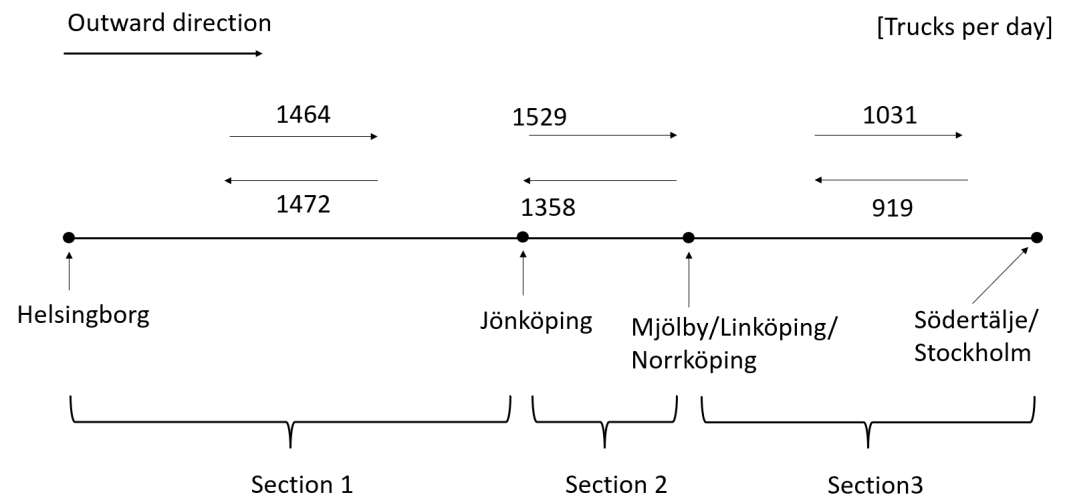 Outward direction
[Trucks per day]
1464
1529
1031
1472
1358
919
Helsingborg
Jönköping
Mjölby/Linköping/
Norrköping
Södertälje/
Stockholm
Section 1
Section 2
Section3